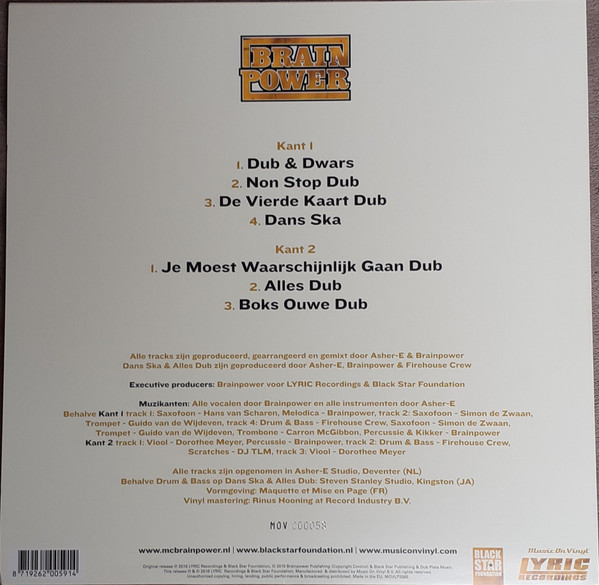 BRAIN
POWER
Kant 1
1. Dub & Dwars
2. Non Stop Dub
3. De Vierde Kaart Dub
4. Dans Ska
Kant 2
1. Je Moest Waarschijnlijk Gaan Dub
2. Alles Dub
3. Boks Ouwe Dub
Alle tracks zijn geproduceerd, gearrangeerd en gemixt door Asher-E & Brainpower
Dans Ska & Alles Dub zijn geproduceerd door Asher-E, Brainpower & Firehouse Crew
Executive producers: Brainpower voor LYRIC Recordings & Black Star Foundation
Muzikanten: Alle vocalen door Brainpower en alle instrumenten door Asher-E
Behalve Kant 1 track 1: Saxofoon - Hans van Scharen, Melodica - Brainpower, track 2: Saxofoon - Simon de Zwaan,
Trompet - Guido van de Wijdeven, track 4: Drum & Bass - Firehouse Crew, Saxofoon - Simon de Zwaan,
Trompet - Guido van de Wijdeven, Trombone - Carron McGibbon, Percussie & Kikker - Brainpower
Kant 2 track 1: Viool - Dorothee Meyer, Percussie - Brainpower, track 2: Drum & Bass - Firehouse Crew,
Scratches - DJ TLM, track 3: Viool - Dorothee Meyer
Alle tracks zijn opgenomen in Asher-E Studio, Deventer (NL)
Behalve Drum & Bass op Dans Ska & Alles Dub: Steven Stanley Studio, Kingston (JA)
Vormgeving: Maquette et Mise en Page (FR)
Vinyl mastering: Rinus Hooning at Record Industry B.V.
MOV 000058
www.mcbrainpower.nl | www.blackstarfoundation.nl | www.musiconvinyl.com
8 719262 005914
BLACK
STAR
FOUNDATION
Music On Vinyl
LYRIC
RECORDINGS